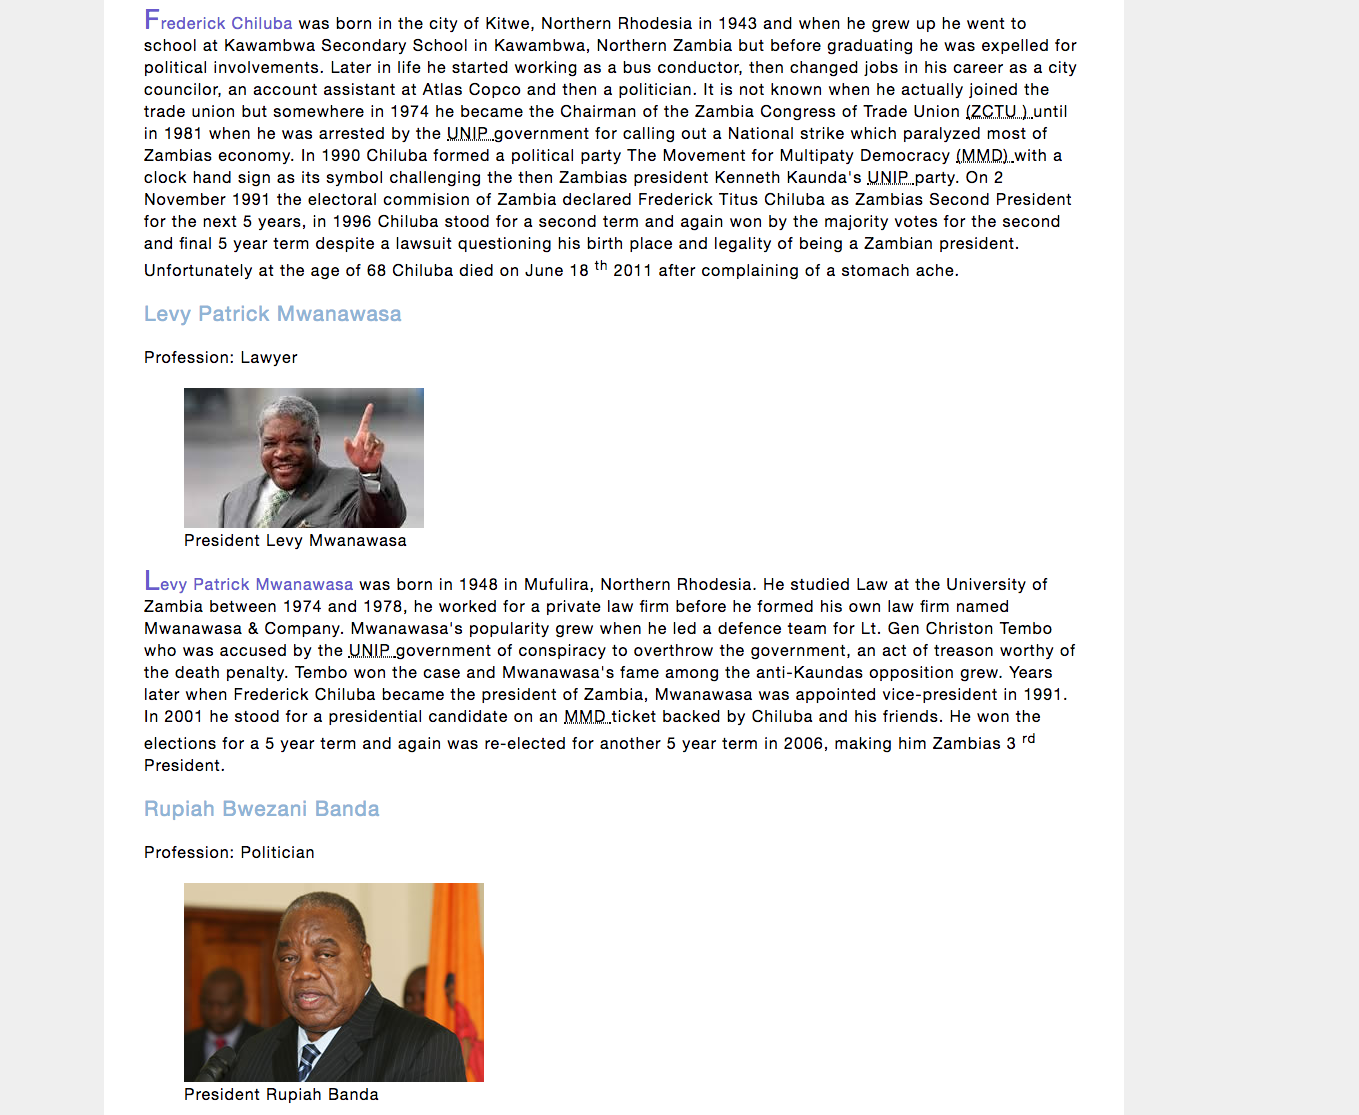 Frederick Chiluba was born in the city of Kitwe, Northern Rhodesia in 1943 and when he grew up he went to
school at Kawambwa Secondary School in Kawambwa, Northern Zambia but before graduating he was expelled for
political involvements. Later in life he started working as a bus conductor, then changed jobs in his career as a city
councilor, an account assistant at Atlas Copco and then a politician. It is not known when he actually joined the
trade union but somewhere in 1974 he became the Chairman of the Zambia Congress of Trade Union (ZCTU ) until
in 1981 when he was arrested by the UNIP government for calling out a National strike which paralyzed most of
Zambias economy. In 1990 Chiluba formed a political party The Movement for Multipaty Democracy (MMD) with a
clock hand sign as its symbol challenging the then Zambias president Kenneth Kaunda's UNIP party. On 2
November 1991 the electoral commision of Zambia declared Frederick Titus Chiluba as Zambias Second President
for the next 5 years, in 1996 Chiluba stood for a second term and again won by the majority votes for the second
and final 5 year term despite a lawsuit questioning his birth place and legality of being a Zambian president.
Unfortunately at the age of 68 Chiluba died on June 18 th 2011 after complaining of a stomach ache.
Levy Patrick Mwanawasa
Profession: Lawyer
President Levy Mwanawasa
Levy Patrick Mwanawasa was born in 1948 in Mufulira, Northern Rhodesia. He studied Law at the University of
Zambia between 1974 and 1978, he worked for a private law firm before he formed his own law firm named
Mwanawasa & Company. Mwanawasa's popularity grew when he led a defence team for Lt. Gen Christon Tembo
who was accused by the UNIP government of conspiracy to overthrow the government, an act of treason worthy of
the death penalty. Tembo won the case and Mwanawasa's fame among the anti-Kaundas opposition grew. Years
later when Frederick Chiluba became the president of Zambia, Mwanawasa was appointed vice-president in 1991.
In 2001 he stood for a presidential candidate on an MMD ticket backed by Chiluba and his friends. He won the
elections for a 5 year term and again was re-elected for another 5 year term in 2006, making him Zambias 3 rd
President.
Rupiah Bwezani Banda
Profession: Politician
President Rupiah Banda